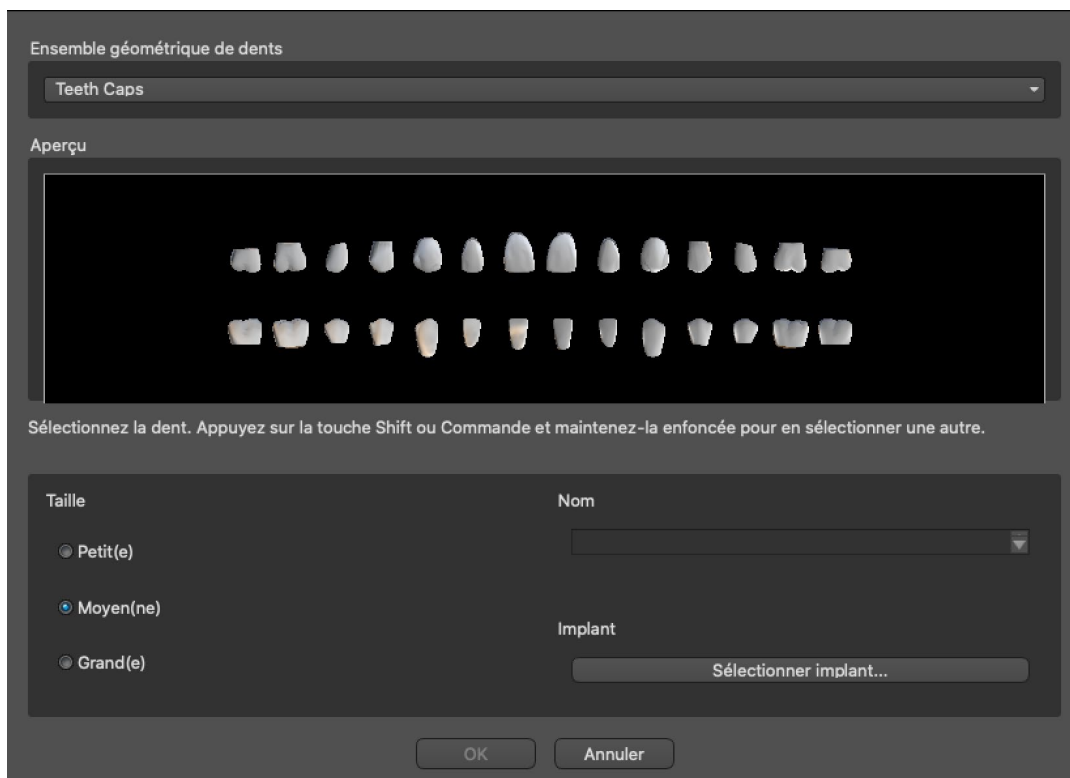 Ensemble géométrique de dents
Teeth Caps
Aperçu
Sélectionnez la dent. Appuyez sur la touche Shift ou Commande et maintenez-la enfoncée pour en sélectionner une autre.
Taille
Nom
Petit(e)
Moyen(ne)
Implant
Grand(e)
Sélectionner implant...
OK
Annuler